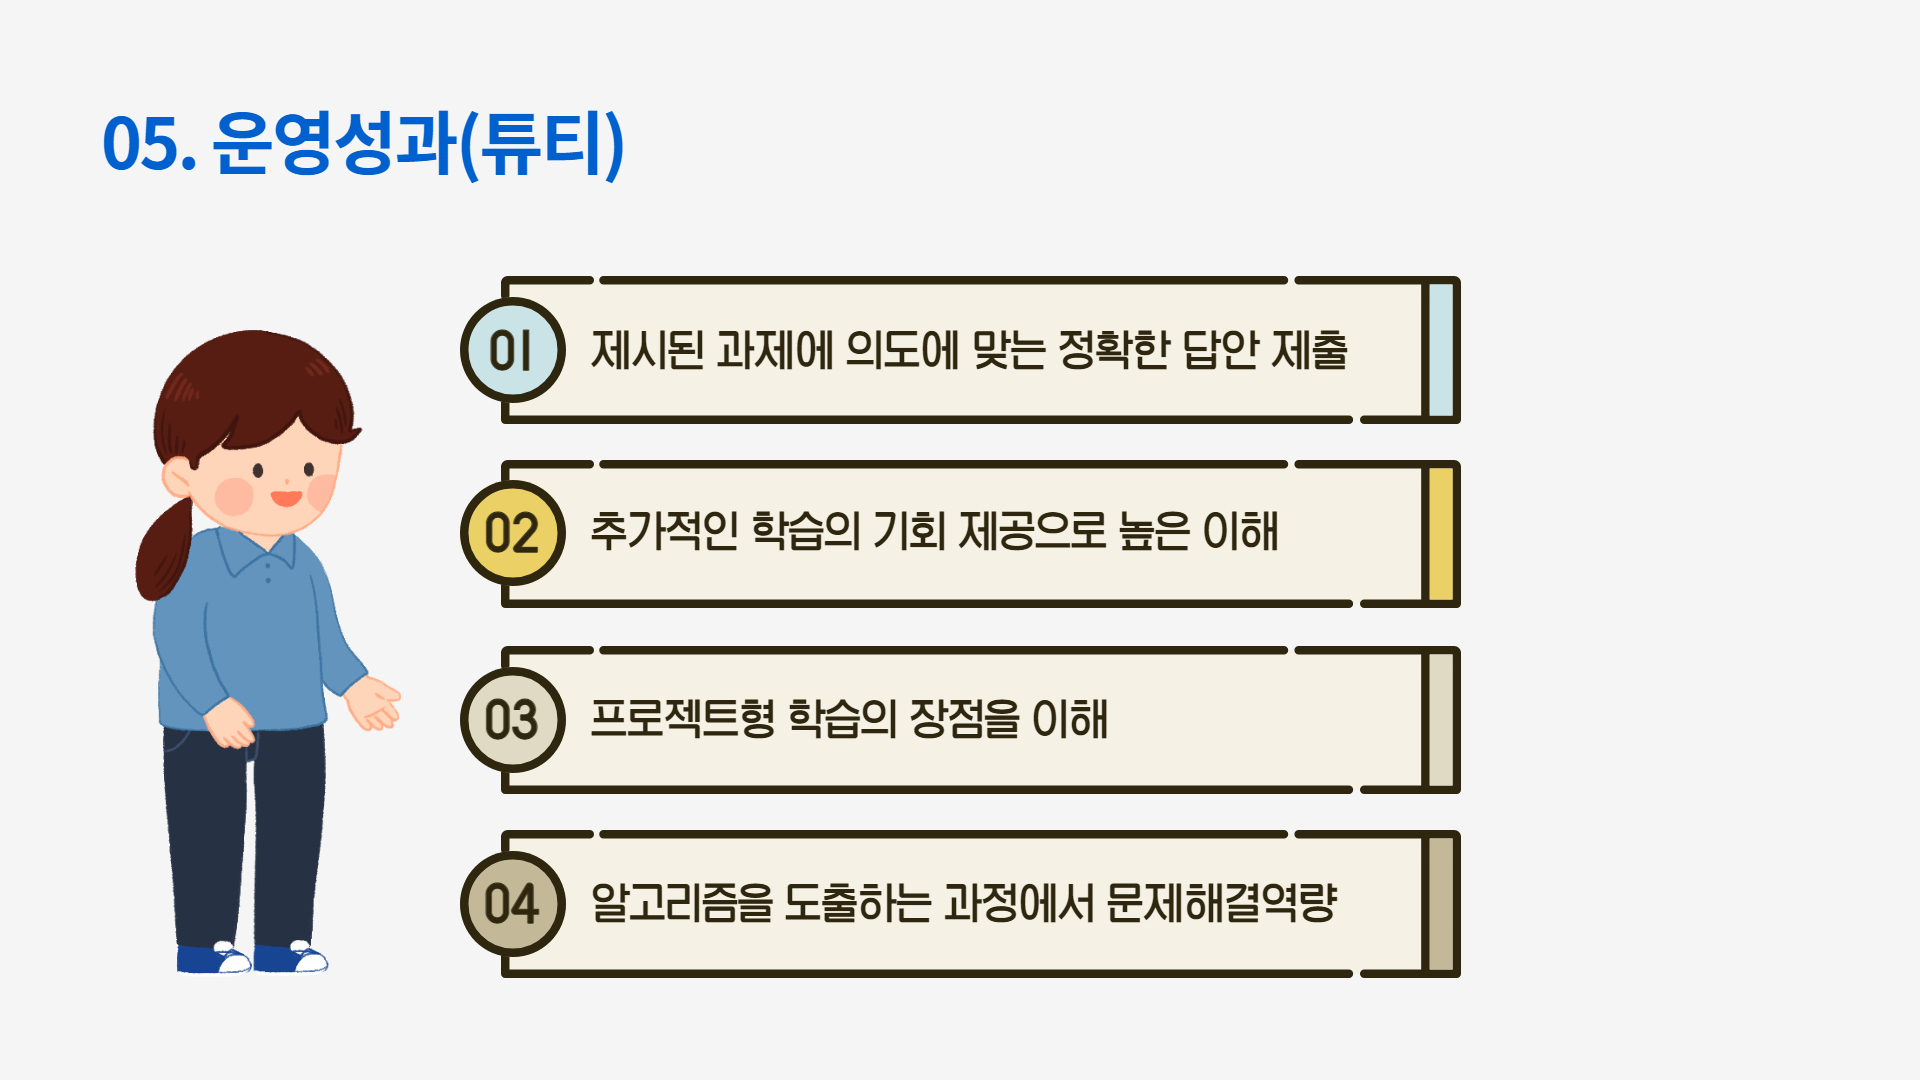 05. 운영성과(튜티)
01 제시된 과제에 의도에 맞는 정확한 답안 제출
02 추가적인 학습의 기회 제공으로 높은 이해
03 프로젝트형 학습의 장점을 이해
04 알고리즘을 도출하는 과정에서 문제해결역량